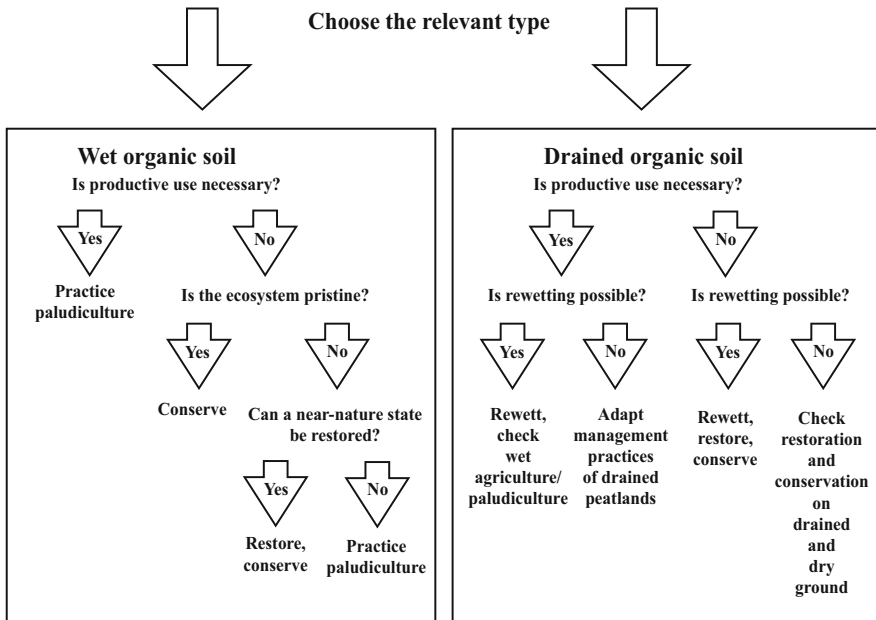 Choose the relevant type
Wet organic soil
Is productive use necessary?
Yes
No
Practice
paludiculture
Is the ecosystem pristine?
Yes
No
Conserve
Can a near-nature state
be restored?
Yes
No
Restore,
conserve
Practice
paludiculture
Drained organic soil
Is productive use necessary?
Yes
No
Is rewetting possible?
Is rewetting possible?
Yes
No
Yes
No
Rewett,
check
wet
agriculture/
paludiculture
Adapt
management
practices
of drained
peatlands
Rewett,
restore,
conserve
Check
restoration
and
conservation
on
drained
and
dry
ground